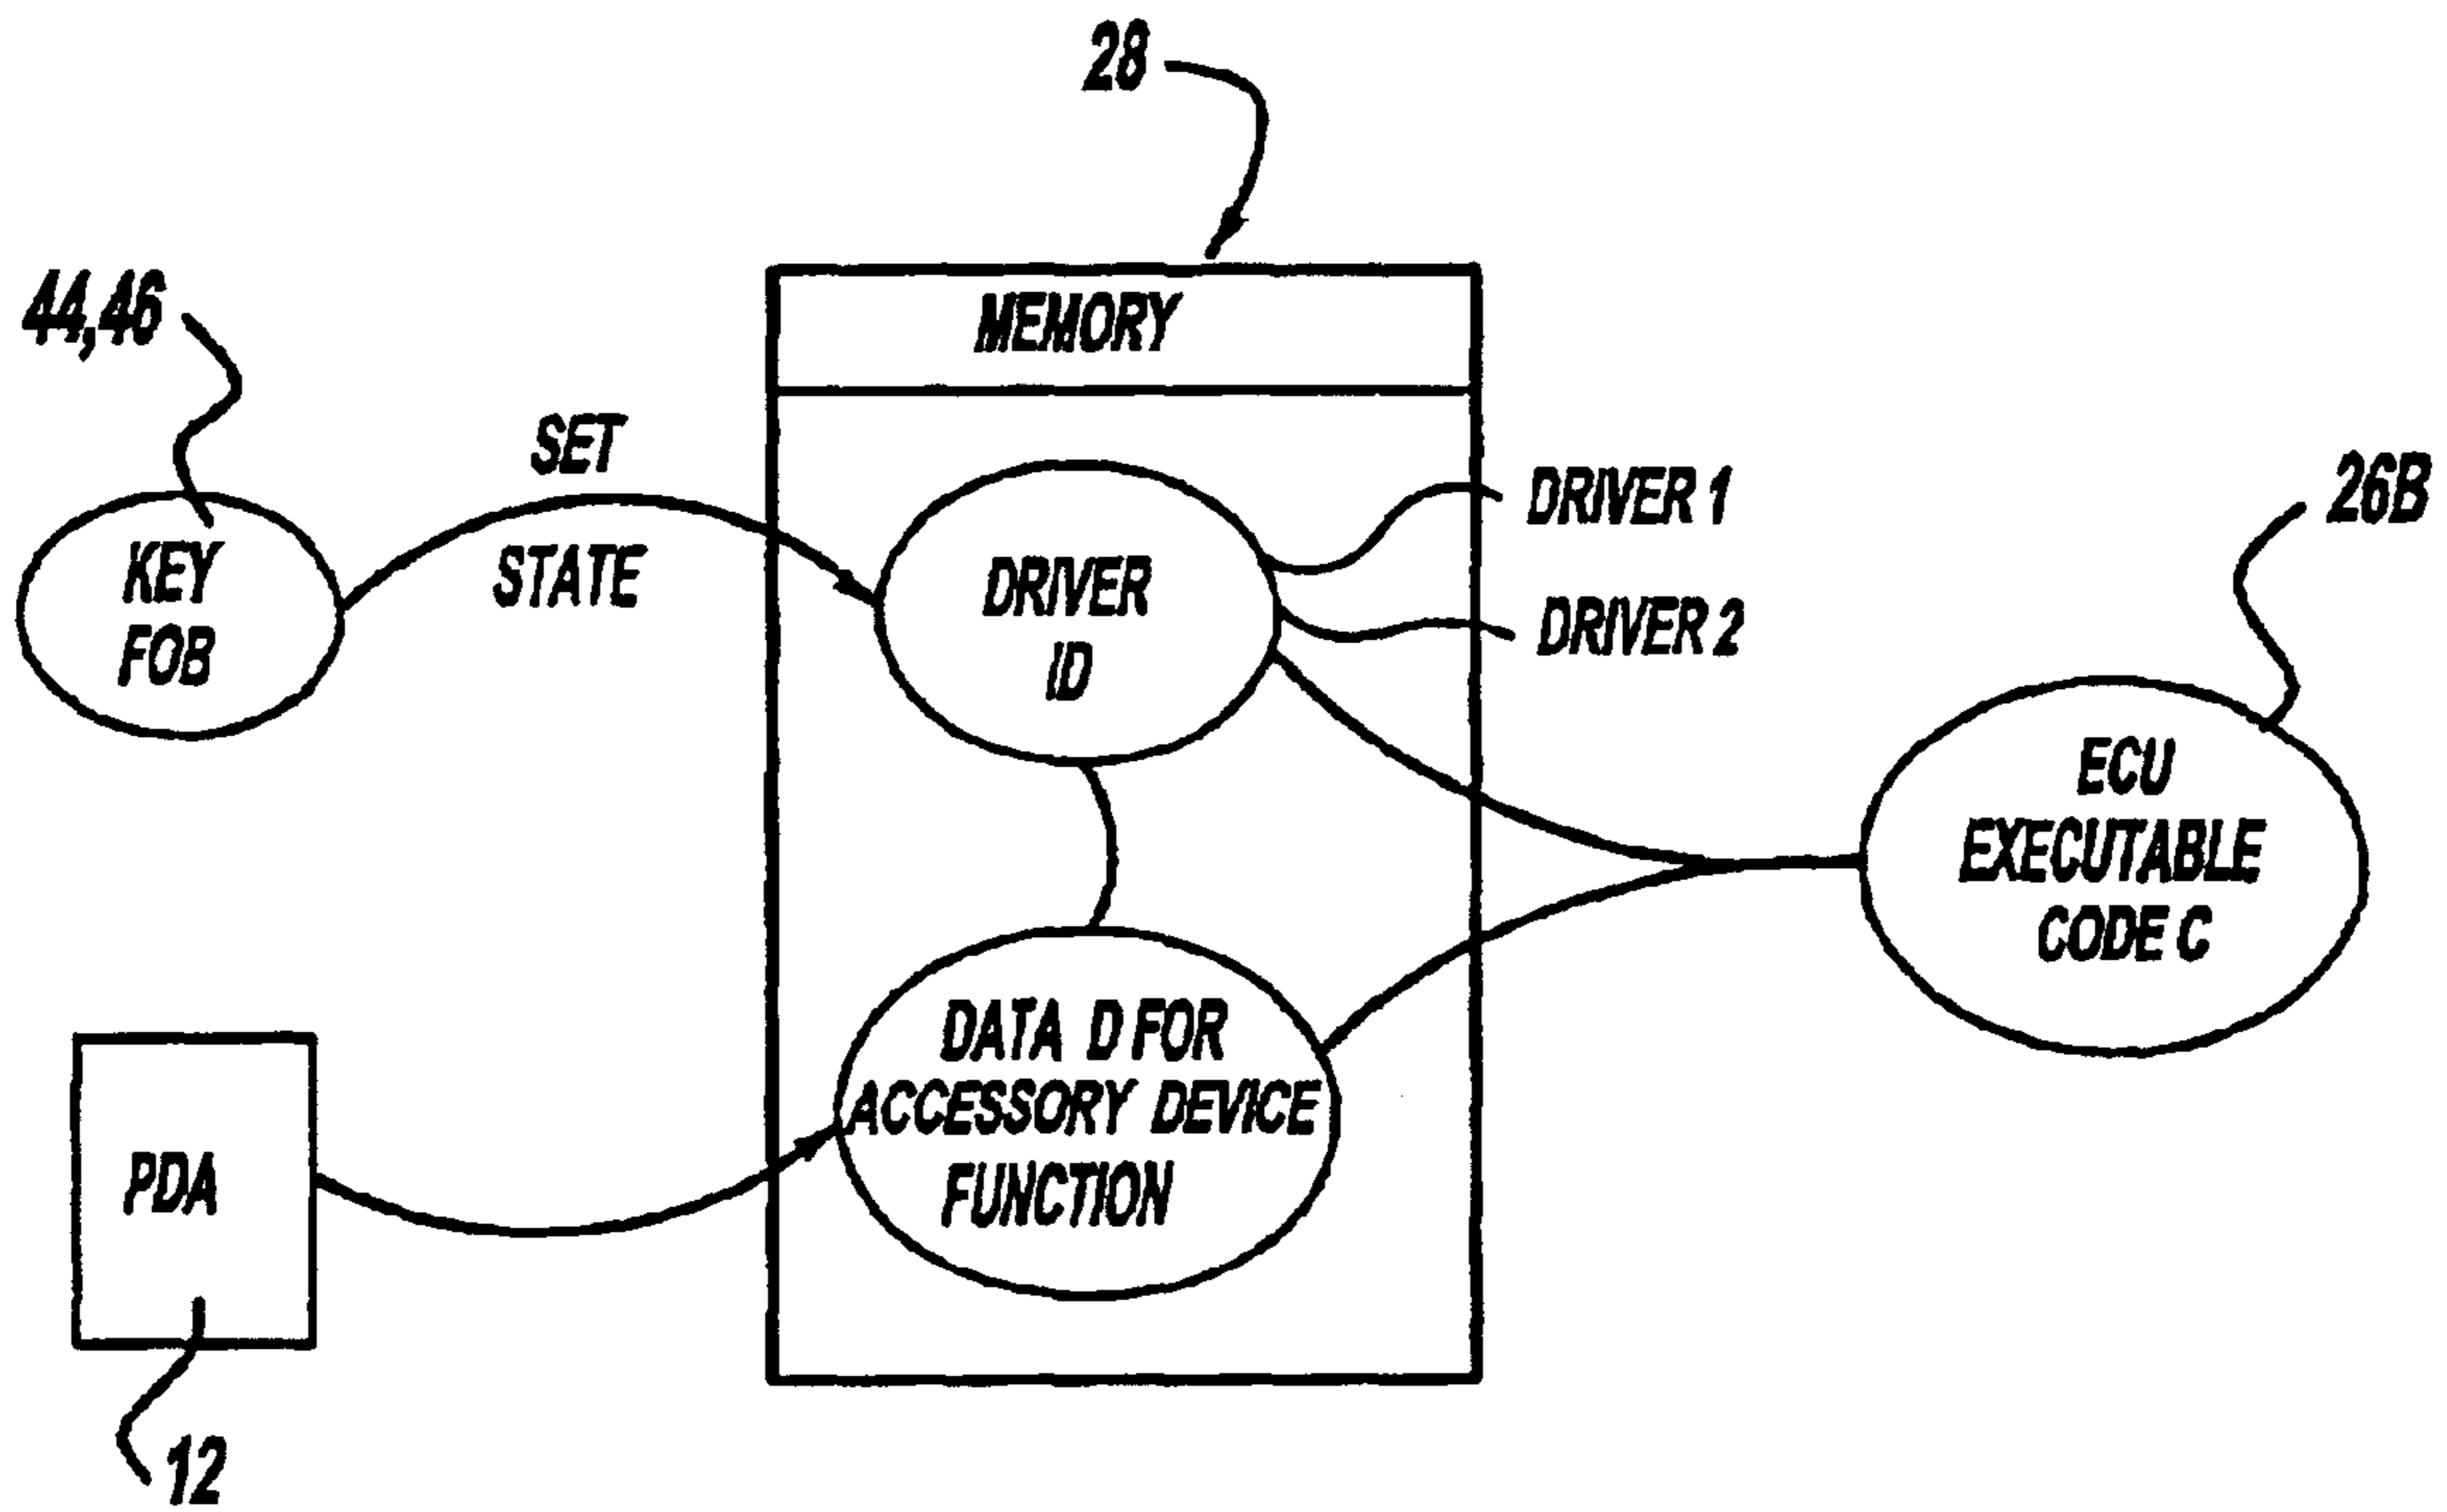 28
MEMORY
44,46
KEY
FOB
SET
STATE
DRIVER
ID
DRIVER 1
DRIVER 2
26B
ECU
EXECUTABLE
CODE C
DATA D FOR
ACCESSORY DEVICE
FUNCTION
PDA
12